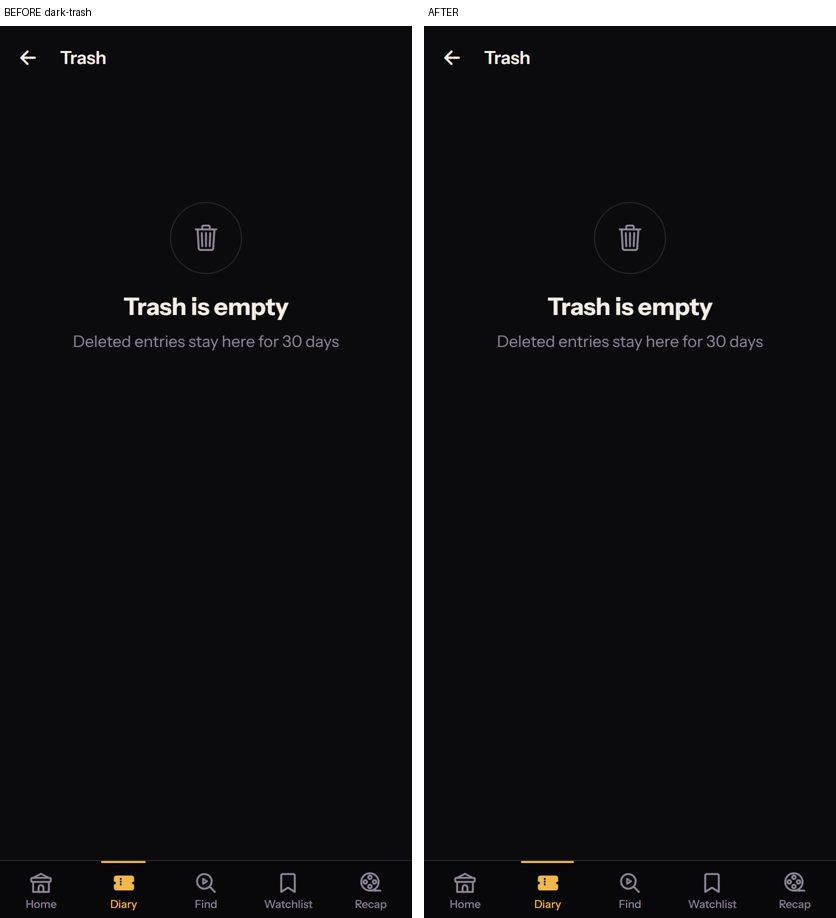 BEFORE dark-trash
AFTER
Trash
Trash is empty
Deleted entries stay here for 30 days
Home
Diary
Find
Watchlist
Recap
Trash
Trash is empty
Deleted entries stay here for 30 days
Home
Diary
Find
Watchlist
Recap